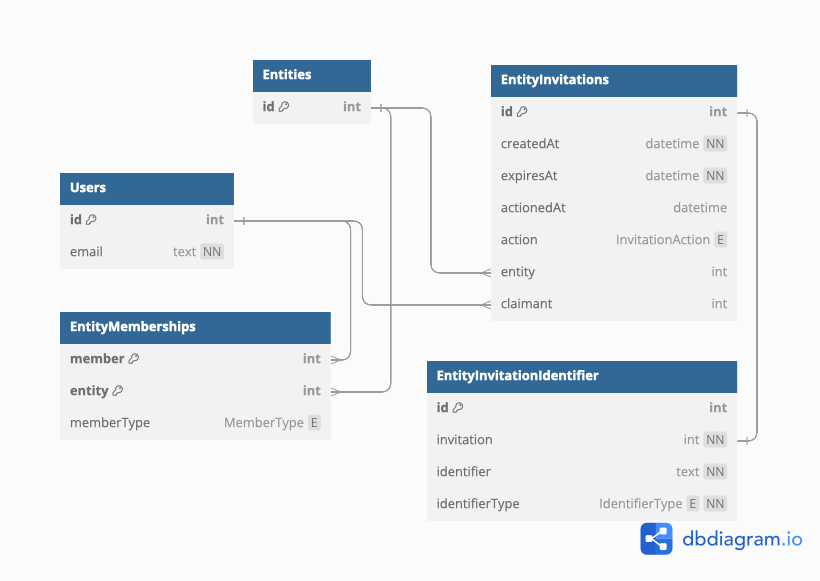 Entities
id int
EntityInvitations
id int
createdAt datetime NN
expiresAt datetime NN
actionedAt datetime
action InvitationAction E
entity int
claimant int
Users
id int
email text NN
EntityMemberships
member int
entity int
memberType MemberType E
EntityInvitationIdentifier
id int
invitation int NN
identifier text NN
identifierType IdentifierType E NN
dbdiagram.io